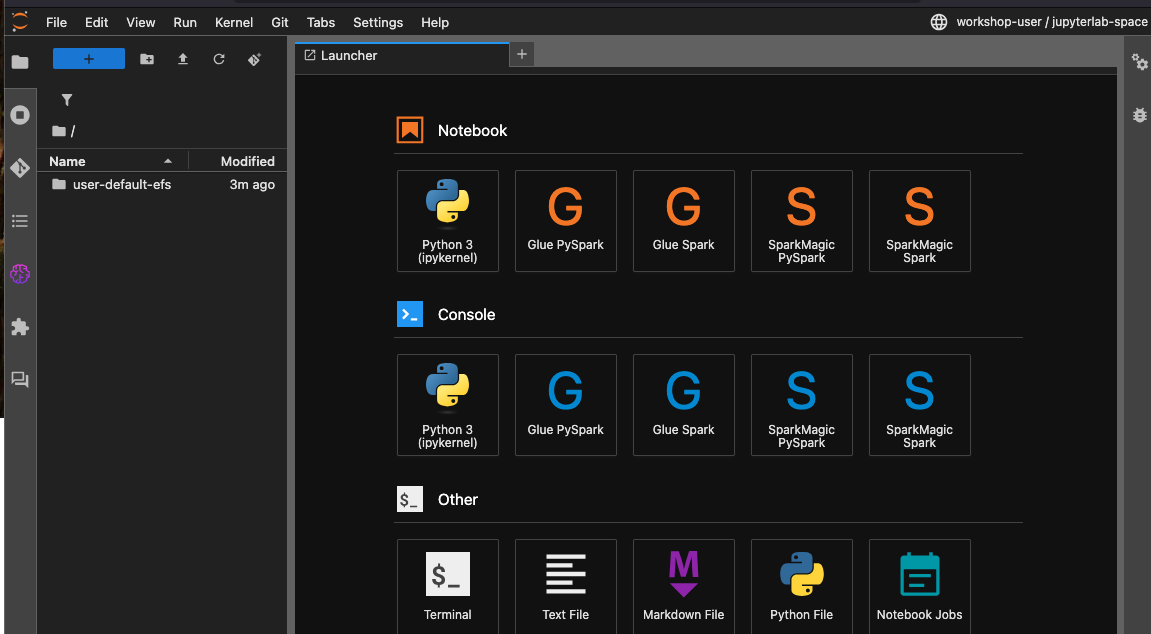 File Edit View Run Kernel Git Tabs Settings Help
workshop-user / jupyterlab-space
+
Launcher
+
/
Name Modified
user-default-efs 3m ago
Notebook
Python 3
(ipykernel)
G
Glue PySpark
G
Glue Spark
S
SparkMagic
PySpark
S
SparkMagic
Spark
>_ Console
Python 3
(ipykernel)
G
Glue PySpark
G
Glue Spark
S
SparkMagic
PySpark
S
SparkMagic
Spark
$_ Other
$_
Terminal
Text File
M
Markdown File
Python File
Notebook Jobs